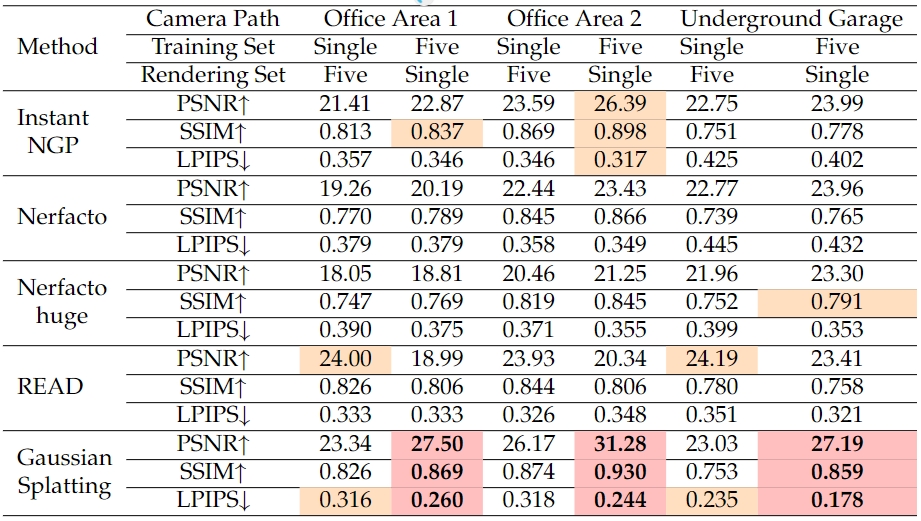 Method Camera Path Office Area 1 Office Area 2 Underground Garage
Training Set Single Five Single Five Single Five
Rendering Set Five Single Five Single Five Single
Instant NGP PSNR↑ 21.41 22.87 23.59 26.39 22.75 23.99
SSIM↑ 0.813 0.837 0.869 0.898 0.751 0.778
LPIPS↓ 0.357 0.346 0.346 0.317 0.425 0.402
Nerfacto PSNR↑ 19.26 20.19 22.44 23.43 22.77 23.96
SSIM↑ 0.770 0.789 0.845 0.866 0.739 0.765
LPIPS↓ 0.379 0.379 0.358 0.349 0.445 0.432
Nerfacto huge PSNR↑ 18.05 18.81 20.46 21.25 21.96 23.30
SSIM↑ 0.747 0.769 0.819 0.845 0.752 0.791
LPIPS↓ 0.390 0.375 0.371 0.355 0.399 0.353
READ PSNR↑ 24.00 18.99 23.93 20.34 24.19 23.41
SSIM↑ 0.826 0.806 0.844 0.806 0.780 0.758
LPIPS↓ 0.333 0.333 0.326 0.348 0.351 0.321
Gaussian Splatting PSNR↑ 23.34 27.50 26.17 31.28 23.03 27.19
SSIM↑ 0.826 0.869 0.874 0.930 0.753 0.859
LPIPS↓ 0.316 0.260 0.318 0.244 0.235 0.178